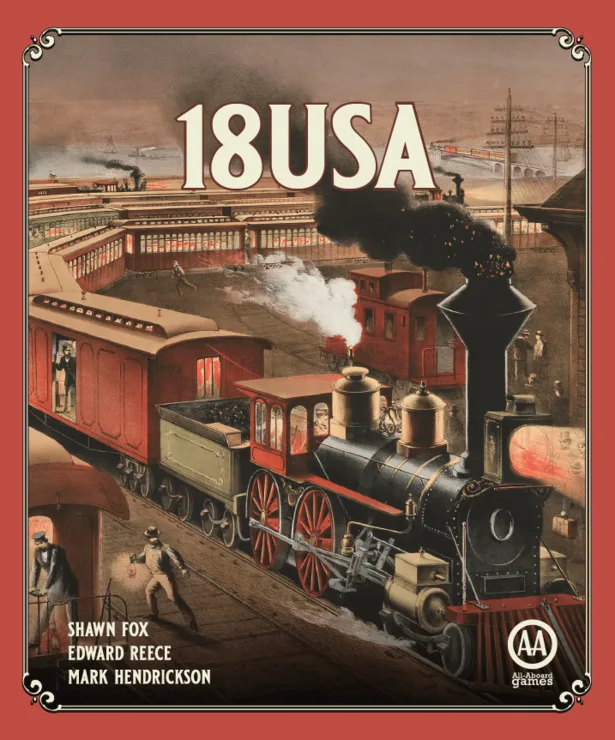 18USA
SHAWN FOX
EDWARD REECE
MARK HENDRICKSON
AA
All-Aboard
games